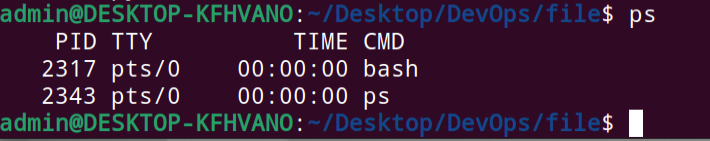 admin@DESKTOP-KFHVANO:~/Desktop/DevOps/file$ ps
    PID TTY          TIME CMD
   2317 pts/0    00:00:00 bash
   2343 pts/0    00:00:00 ps
admin@DESKTOP-KFHVANO:~/Desktop/DevOps/file$